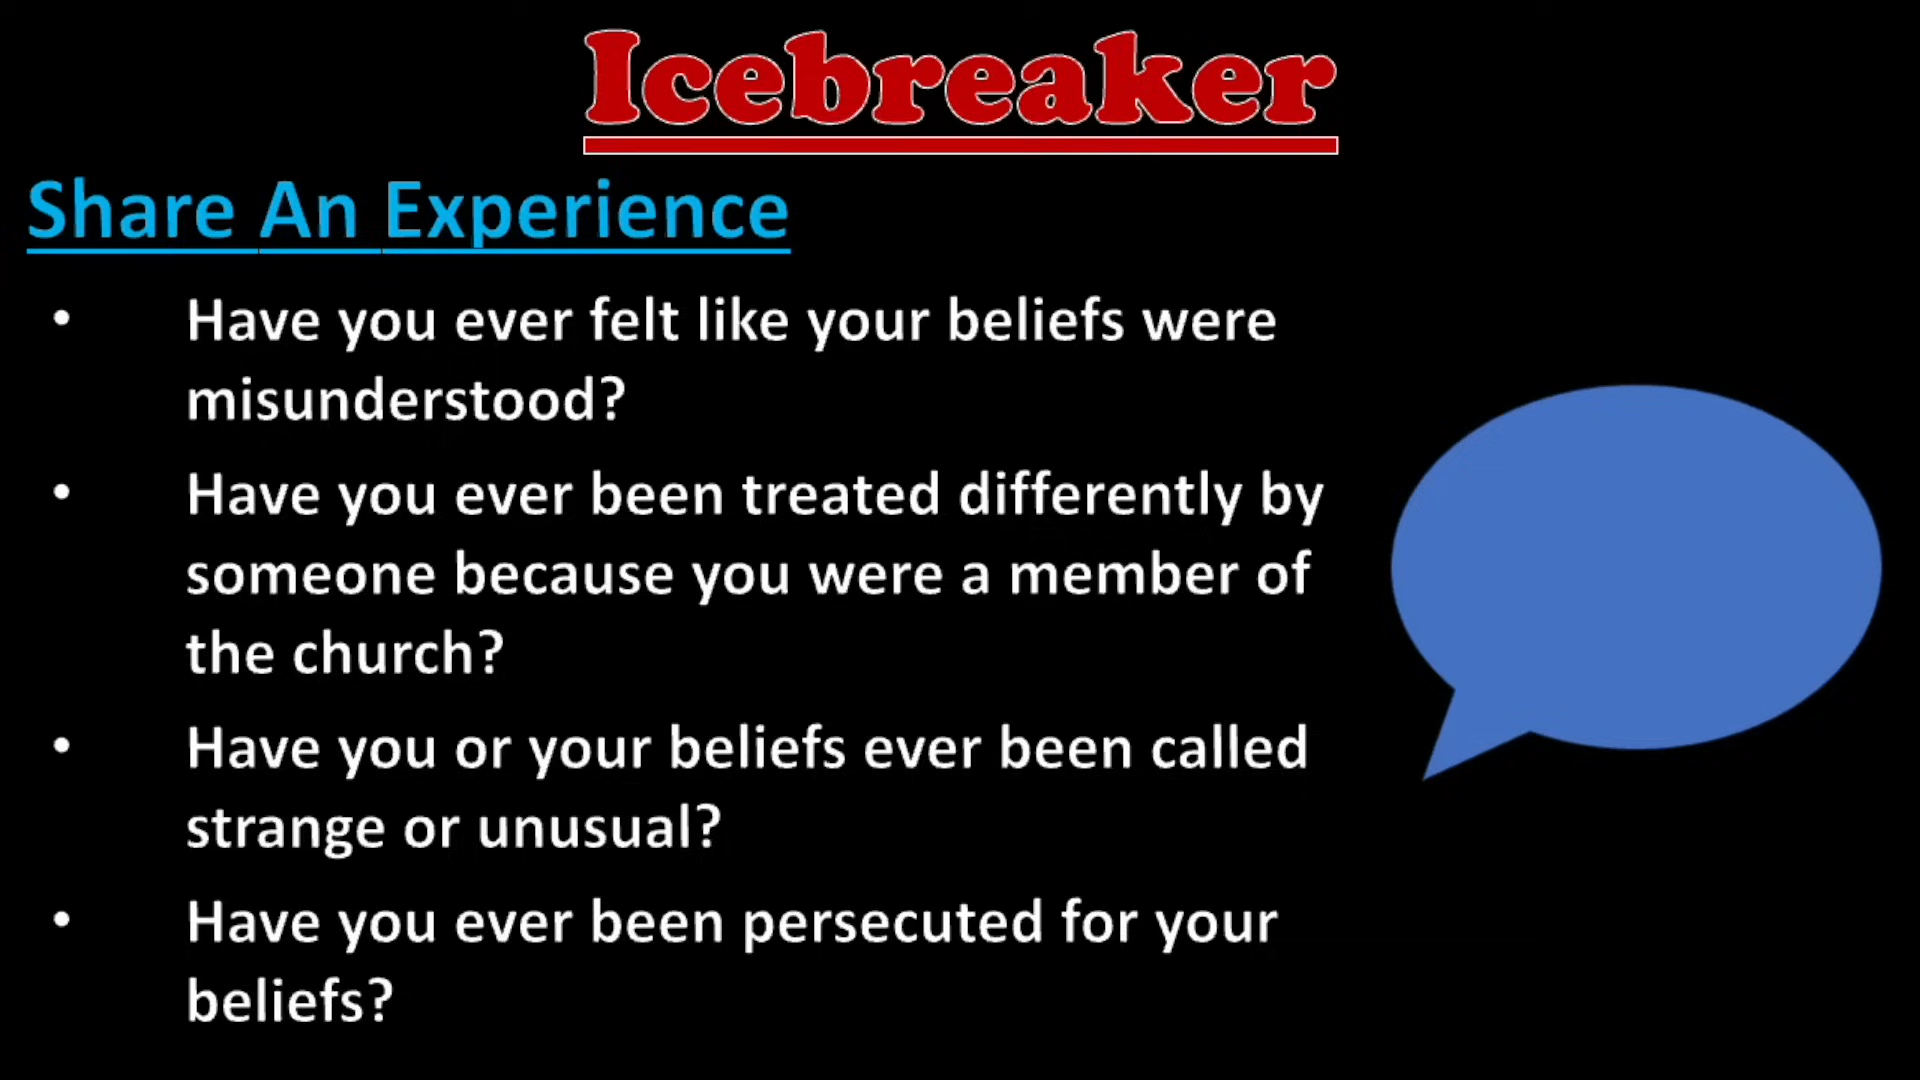 Icebreaker
Share An Experience
• Have you ever felt like your beliefs were
misunderstood?
• Have you ever been treated differently by
someone because you were a member of
the church?
• Have you or your beliefs ever been called
strange or unusual?
• Have you ever been persecuted for your
beliefs?